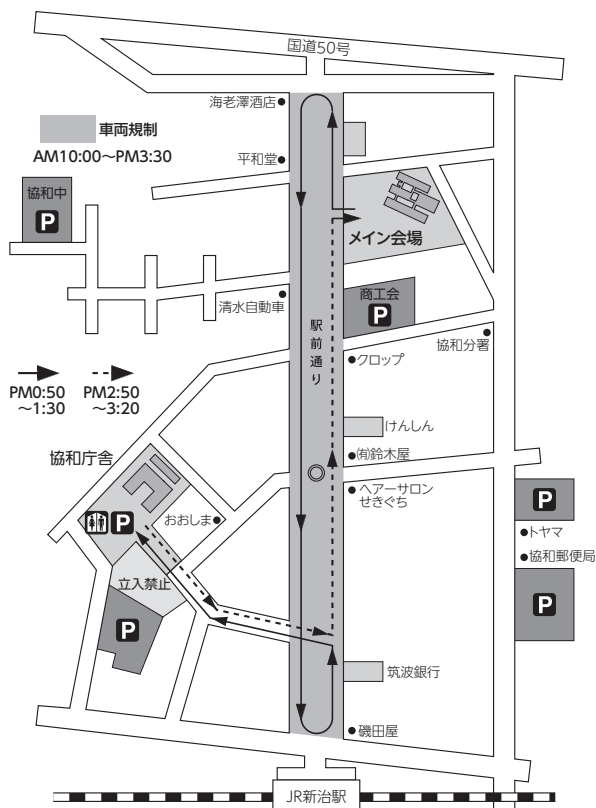 国道50号
海老澤酒店
車両規制
AM10:00〜PM3:30
平和堂
協和中
P
メイン会場
清水自動車
商工会
P
駅前通り
協和分署
クロップ
PM0:50
〜1:30
PM2:50
〜3:20
けんしん
協和庁舎
㈲鈴木屋
ヘアーサロン
せきぐち
P
おおしま
P
トヤマ
協和郵便局
立入禁止
P
P
筑波銀行
磯田屋
JR新治駅